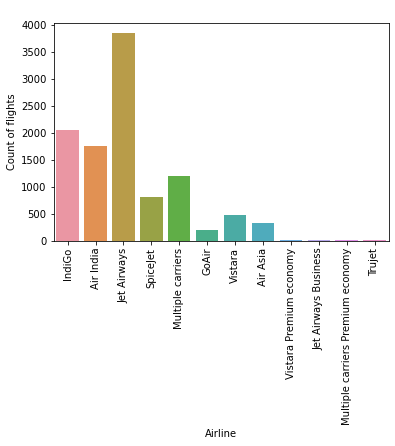 4000
3500
3000
2500
2000
1500
1000
500
0
Count of flights
IndiGo
Air India
Jet Airways
SpiceJet
Multiple carriers
GoAir
Vistara
Air Asia
Vistara Premium economy
Jet Airways Business
Multiple carriers Premium economy
Trujet
Airline